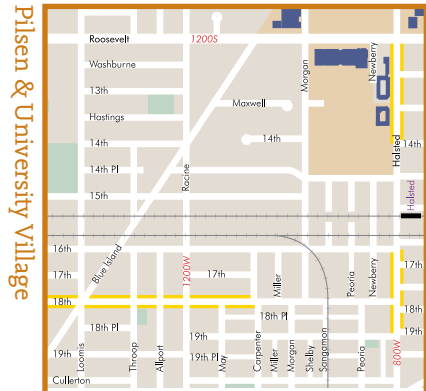 Pilsen & University Village
Roosevelt
1200S
Washburne
Morgan
Newberry
13th
Maxwell
Hastings
14th
14th
14th
Halsted
14th Pl
Racine
15th
Halsted
16th
Blue Island
1200W
17th
17th
Miller
Peoria
Newberry
17th
18th
18th Pl
18th
18th Pl
19th
19th
19th
19th Pl
Loomis
Throop
Allport
May
Carpenter
Miller
Morgan
Shelby
Sangamon
Peoria
800W
Cullerton